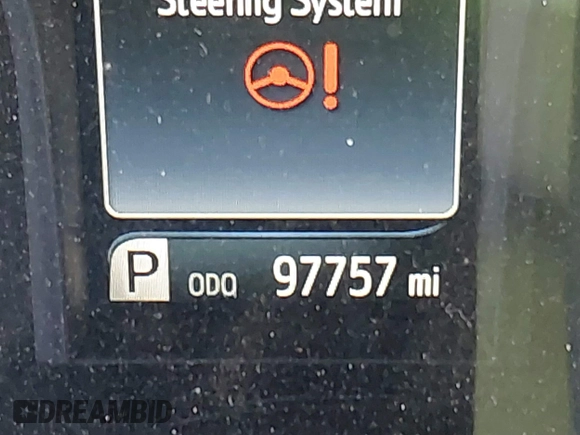 Steering System
!
P ODO 97757 mi
DREAMBID